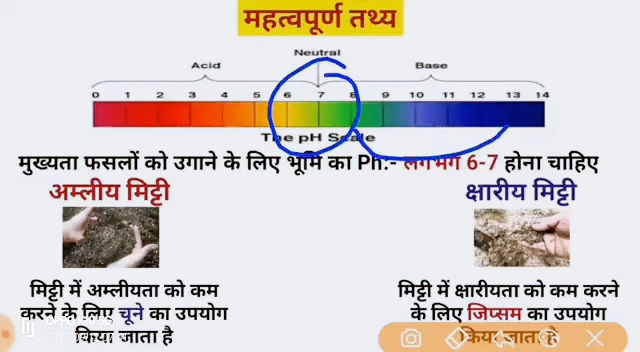 महत्वपूर्ण तथ्य
Neutral
Acid
Base
0 1 2 3 4 5 6 7 8 9 10 11 12 13 14
The pH Scale
मुख्यता फसलों को उगाने के लिए भूमि का Ph:- लगभग 6-7 होना चाहिए
अम्लीय मिट्टी
क्षारीय मिट्टी
मिट्टी में अम्लीयता को कम
करने के लिए चूने का उपयोग
किया जाता है
मिट्टी में क्षारीयता को कम करने
के लिए जिप्सम का उपयोग
किया जाता है